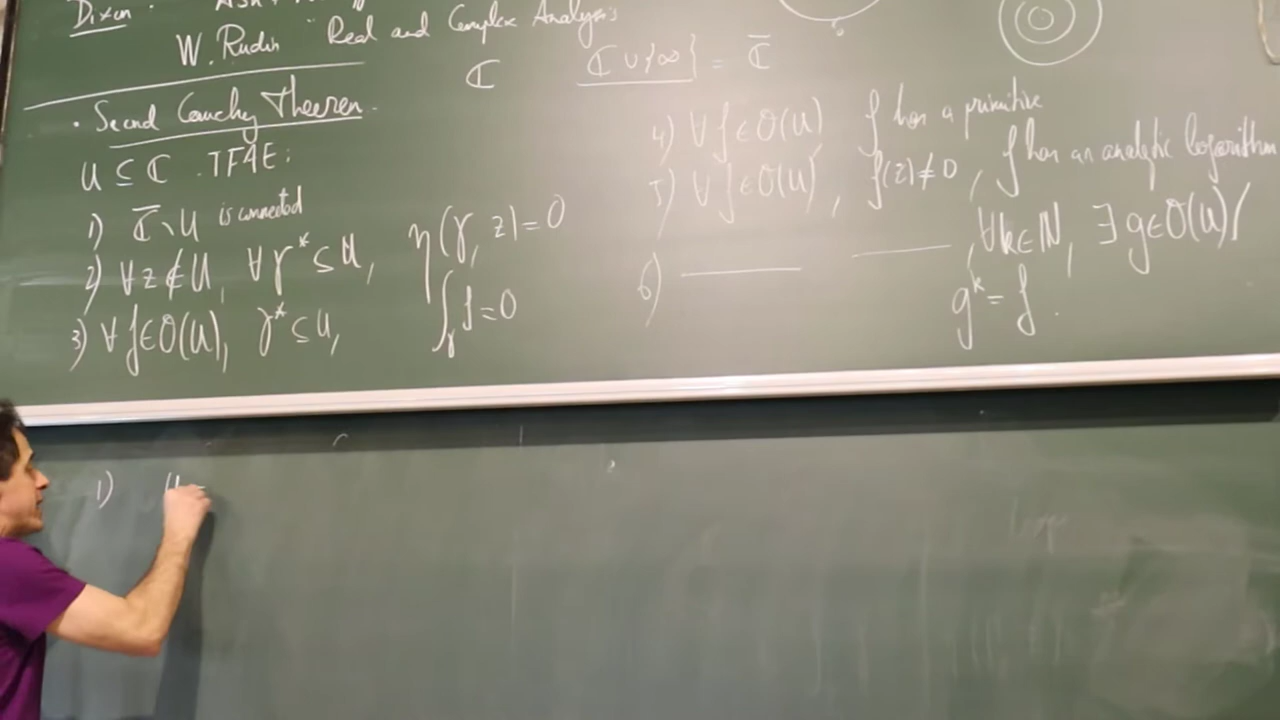 Dixon
W. Rudin "Real and Complex Analysis
ℂ ℂ∪{∞} = ℂ̅
· Second Cauchy Theorem.
U ⊆ ℂ. TFAE:
1) ℂ̅∖U is connected
2) ∀z∉U, ∀γ*⊆U, η(γ, z)=0
3) ∀f∈O(U), γ*⊆U, ∫_γ f=0
4) ∀f∈O(U) f has a primitive
5) ∀f∈O(U), f(z)≠0, f has an analytic logarithm
6) ——— ———, ∀k∈ℕ, ∃g∈O(U)/
g^k = f.
1)